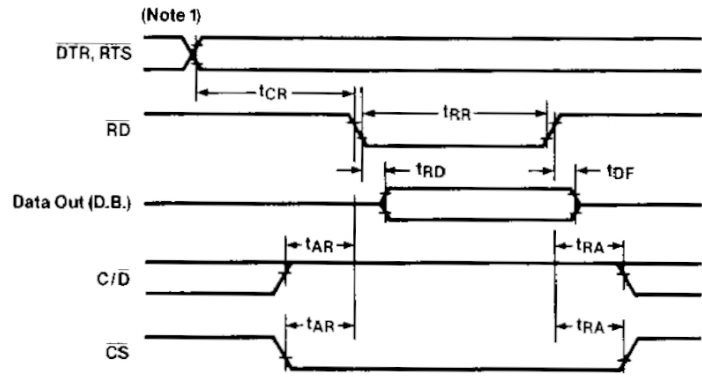 (Note 1)
DTR, RTS
tCR
RD
tRR
tRD
tDF
Data Out (D.B.)
tAR
tRA
C/D
tAR
tRA
CS